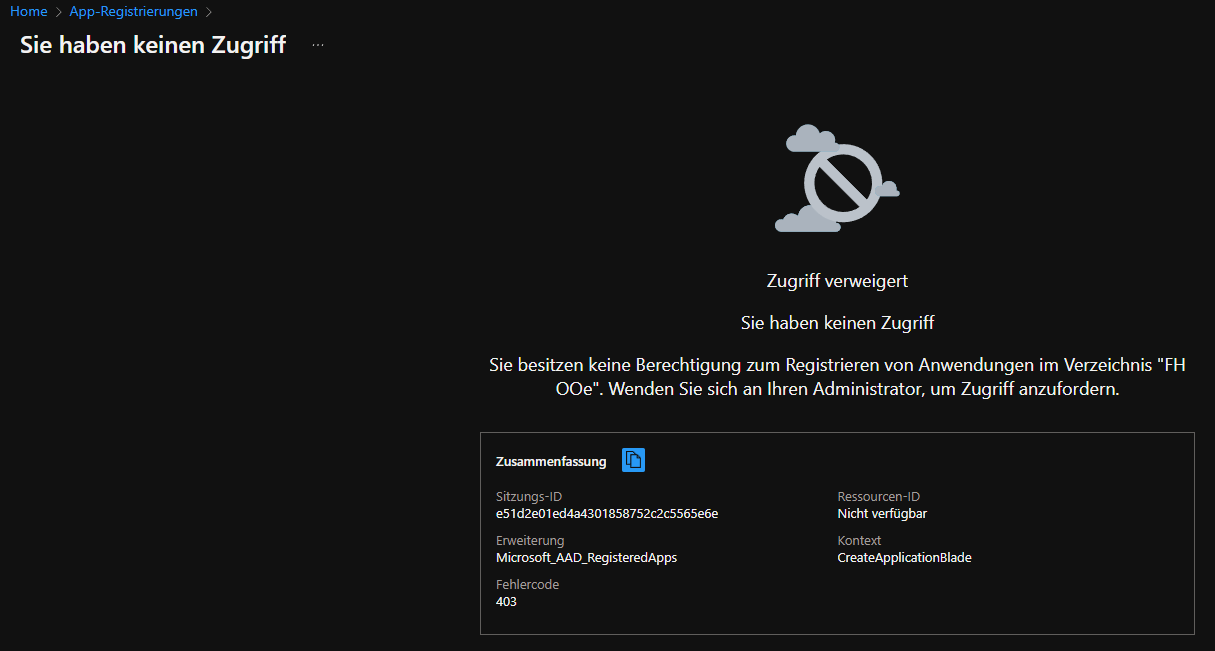 Home > App-Registrierungen >
Sie haben keinen Zugriff ...
Zugriff verweigert
Sie haben keinen Zugriff
Sie besitzen keine Berechtigung zum Registrieren von Anwendungen im Verzeichnis "FH
OOe". Wenden Sie sich an Ihren Administrator, um Zugriff anzufordern.
Zusammenfassung
Sitzungs-ID
e51d2e01ed4a4301858752c2c5565e6e
Ressourcen-ID
Nicht verfügbar
Erweiterung
Microsoft_AAD_RegisteredApps
Kontext
CreateApplicationBlade
Fehlercode
403